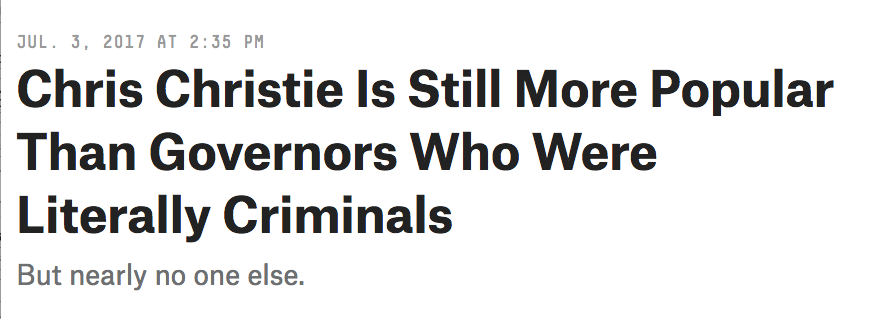 JUL. 3, 2017 AT 2:35 PM
Chris Christie Is Still More Popular
Than Governors Who Were
Literally Criminals
But nearly no one else.